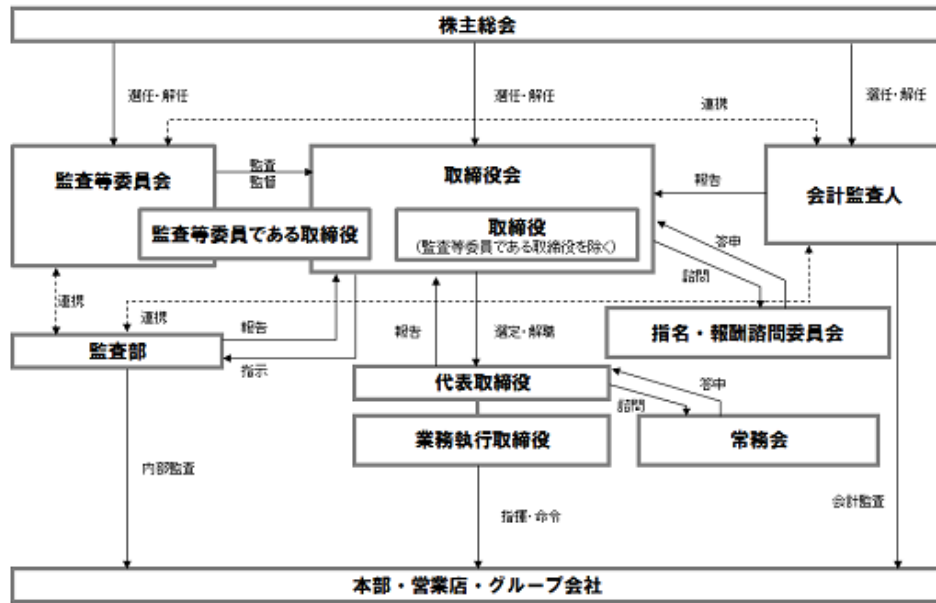 株主総会
選任・解任
選任・解任
選任・解任
連携
監査等委員会
監査
監督
取締役会
報告
会計監査人
監査等委員である取締役
取締役
(監査等委員である取締役を除く)
答申
諮問
連携
連携
報告
指示
報告
選定・解職
指名・報酬諮問委員会
監査部
代表取締役
答申
諮問
業務執行取締役
常務会
内部監査
指揮・命令
会計監査
本部・営業店・グループ会社